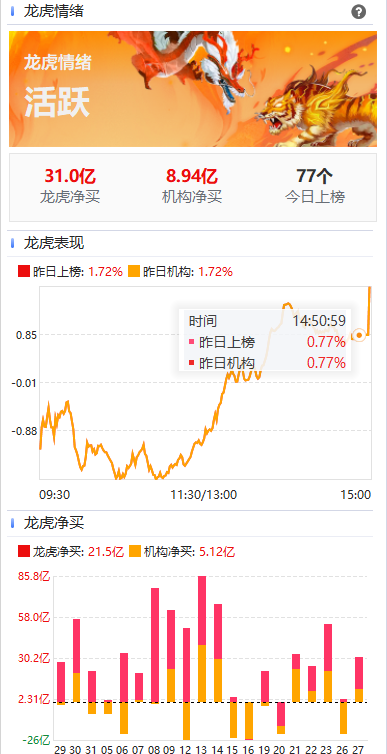 龙虎情绪
?
龙虎情绪
活跃
31.0亿 8.94亿 77个
龙虎净买 机构净买 今日上榜
龙虎表现
昨日上榜: 1.72% 昨日机构: 1.72%
时间 14:50:59
昨日上榜 0.77%
昨日机构 0.77%
0.85
-0.01
-0.88
09:30 11:30/13:00 15:00
龙虎净买
龙虎净买: 21.5亿 机构净买: 5.12亿
85.8亿
58.0亿
30.2亿
2.31亿
-26亿
29 30 31 05 06 07 08 09 12 13 14 15 16 19 20 21 22 23 26 27